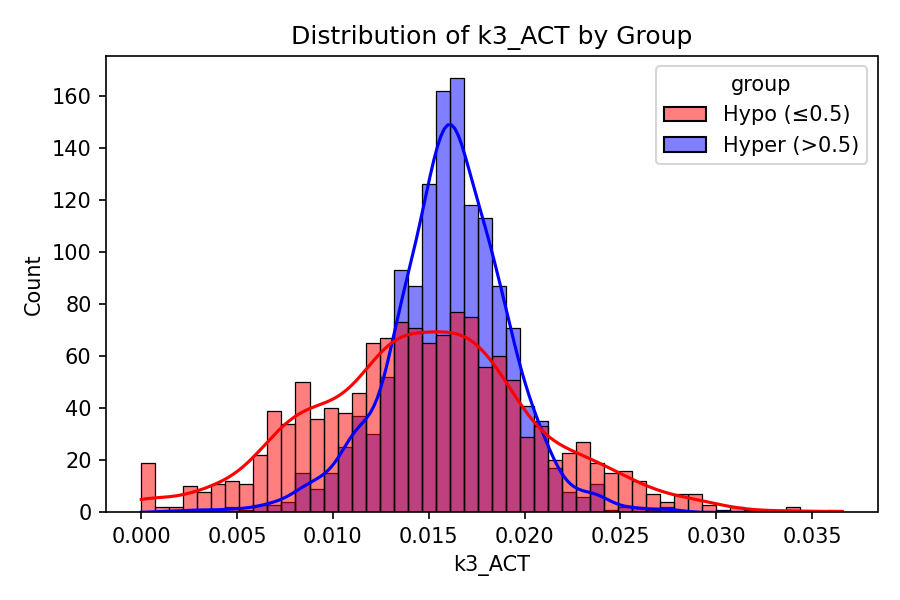 Distribution of k3_ACT by Group
group
Hypo (≤0.5)
Hyper (>0.5)
160
140
120
100
80
60
40
20
0
Count
0.000 0.005 0.010 0.015 0.020 0.025 0.030 0.035
k3_ACT